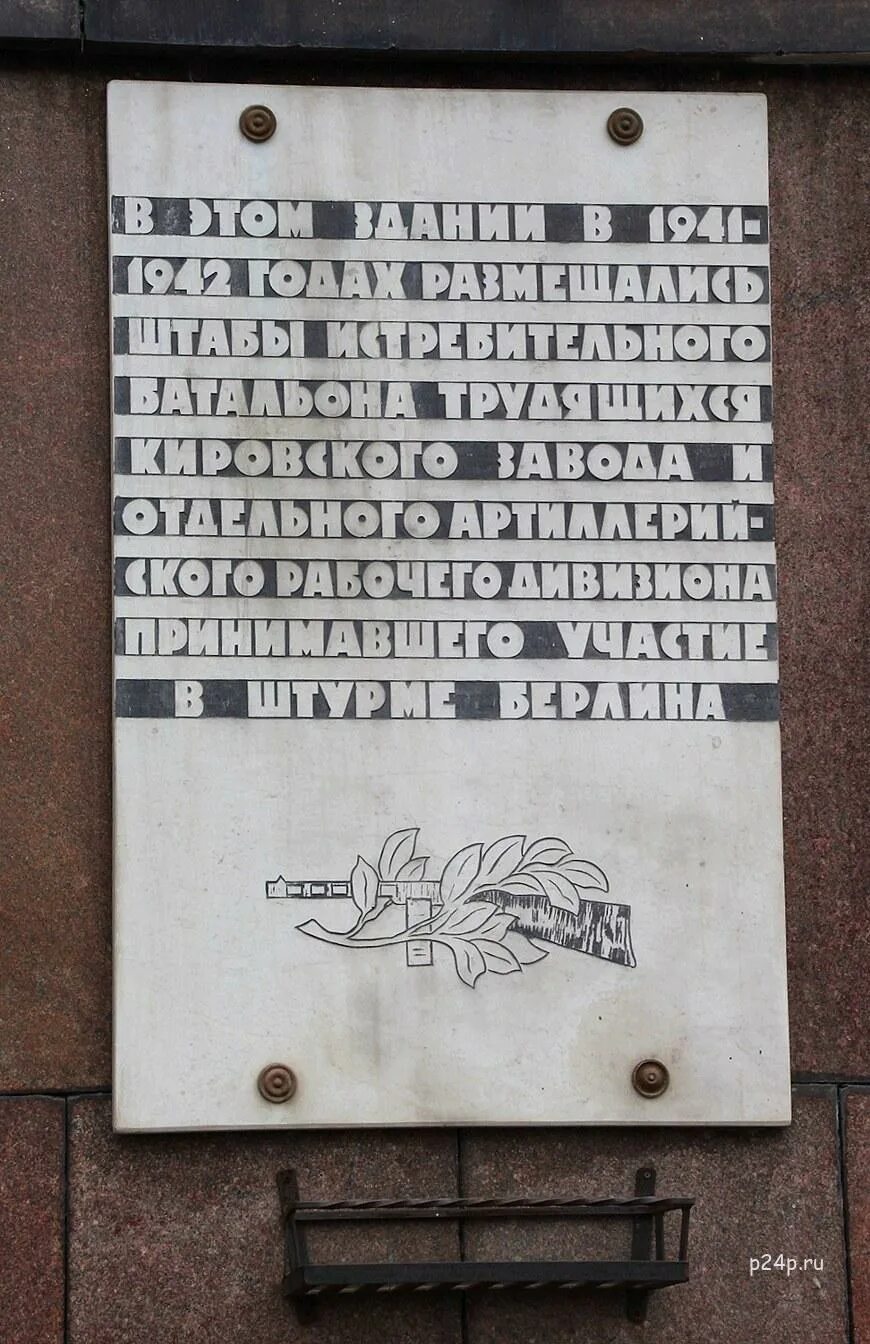 В ЭТОМ ЗДАНИИ В 1941-
1942 ГОДАХ РАЗМЕЩАЛИСЬ
ШТАБЫ ИСТРЕБИТЕЛЬНОГО
БАТАЛЬОНА ТРУДЯЩИХСЯ
КИРОВСКОГО ЗАВОДА И
ОТДЕЛЬНОГО АРТИЛЛЕРИЙ-
СКОГО РАБОЧЕГО ДИВИЗИОНА
ПРИНИМАВШЕГО УЧАСТИЕ
В ШТУРМЕ БЕРЛИНА
p24p.ru